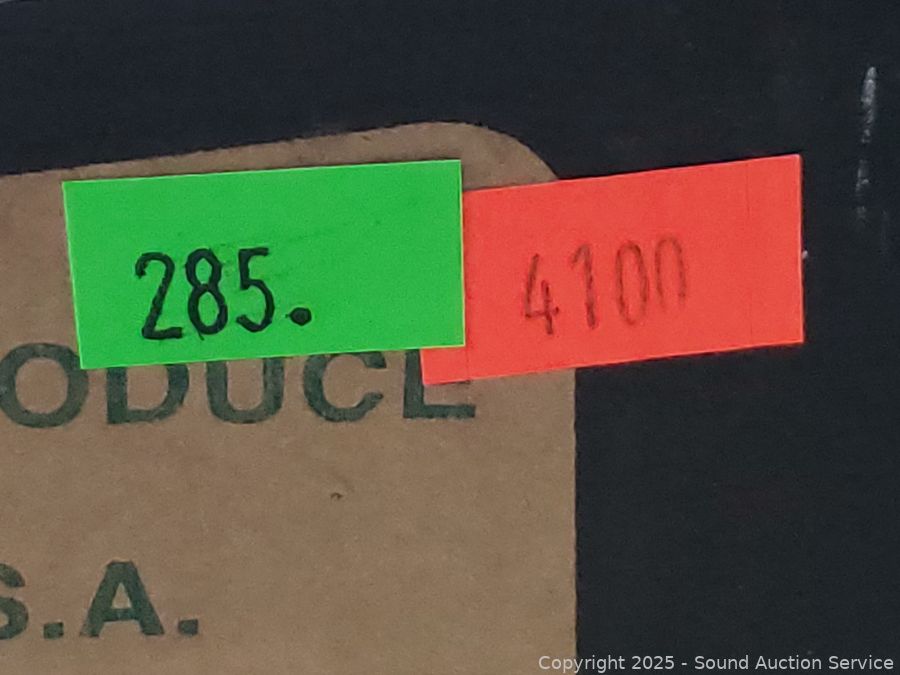 285. 4100
ODUCE
S.A.
Copyright 2025 - Sound Auction Service